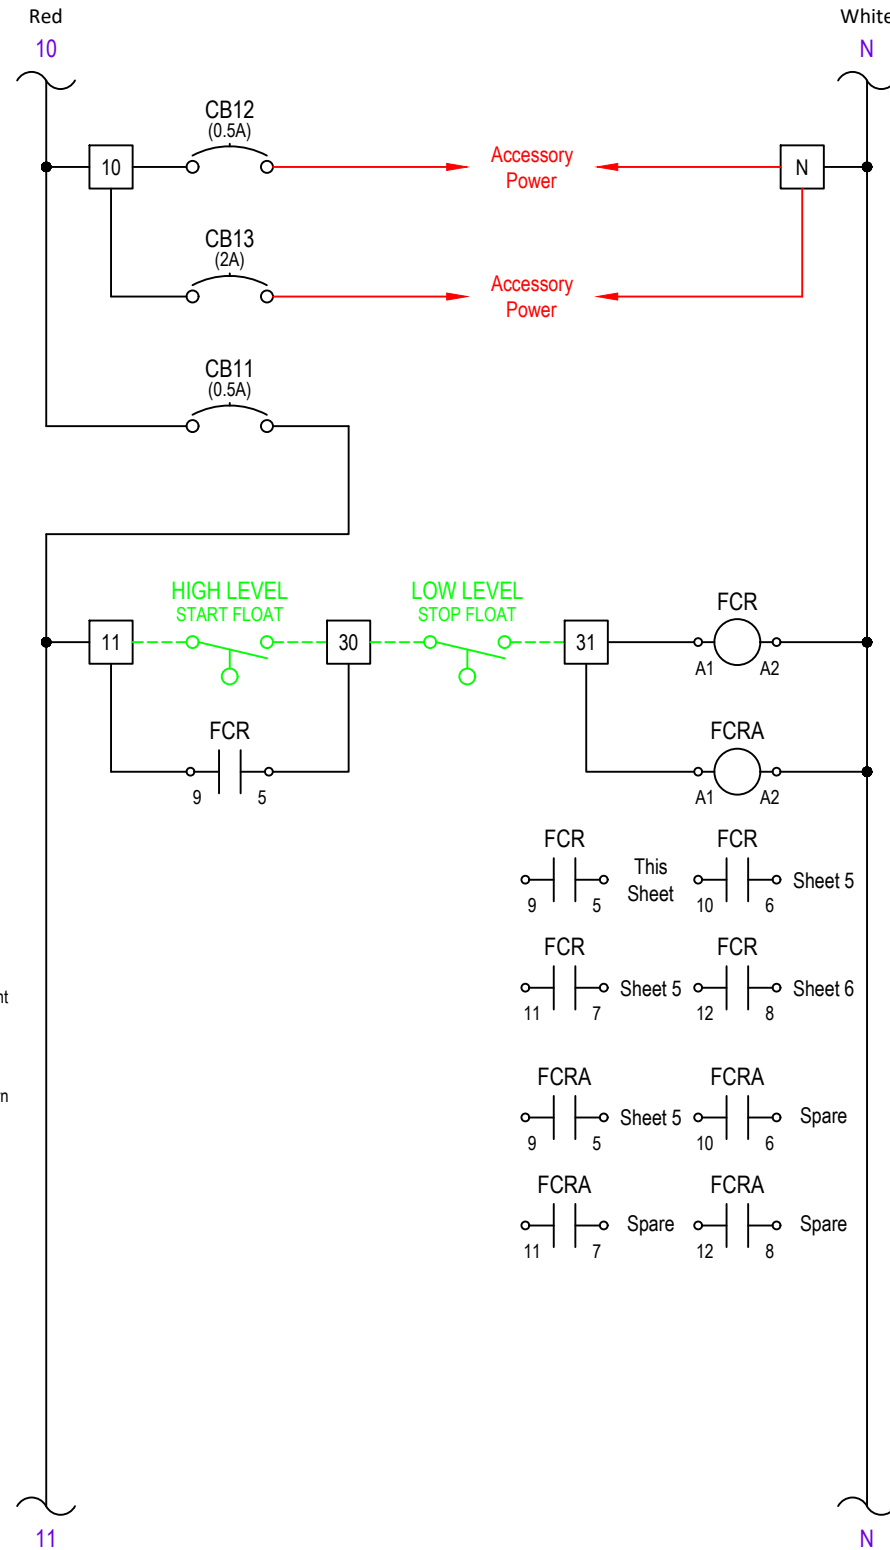 Red
White
10
N
CB12
(0.5A)
10
Accessory
Power
N
CB13
(2A)
Accessory
Power
CB11
(0.5A)
HIGH LEVEL
START FLOAT
LOW LEVEL
STOP FLOAT
FCR
11
30
31
A1
A2
FCR
9
5
FCRA
A1
A2
FCR
9
5
This
Sheet
FCR
10
6
Sheet 5
FCR
11
7
Sheet 5
FCR
12
8
Sheet 6
FCRA
9
5
Sheet 5
FCRA
10
6
Spare
FCRA
11
7
Spare
FCRA
12
8
Spare
11
N